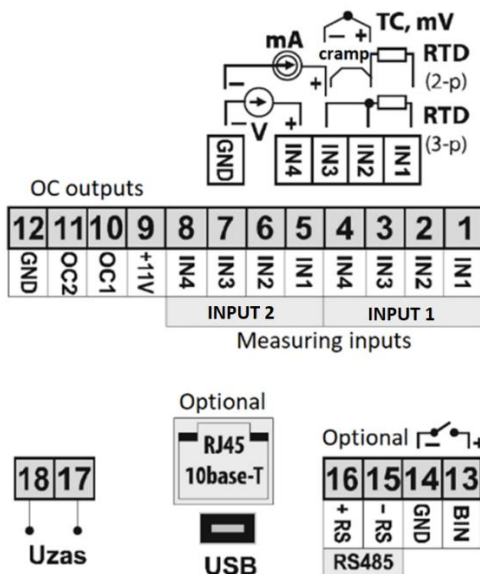 TC, mV
– +
mA
cramp
RTD
(2-p)
– +
RTD
(3-p)
– V +
GND IN4 IN3 IN2 IN1
OC outputs
12 11 10 9 8 7 6 5 4 3 2 1
GND OC2 OC1 +11V IN4 IN3 IN2 IN1 IN4 IN3 IN2 IN1
INPUT 2 INPUT 1
Measuring inputs
Optional
RJ45
10base-T
USB
18 17
Uzas
Optional – +
16 15 14 13
+ RS – RS GND BIN
RS485